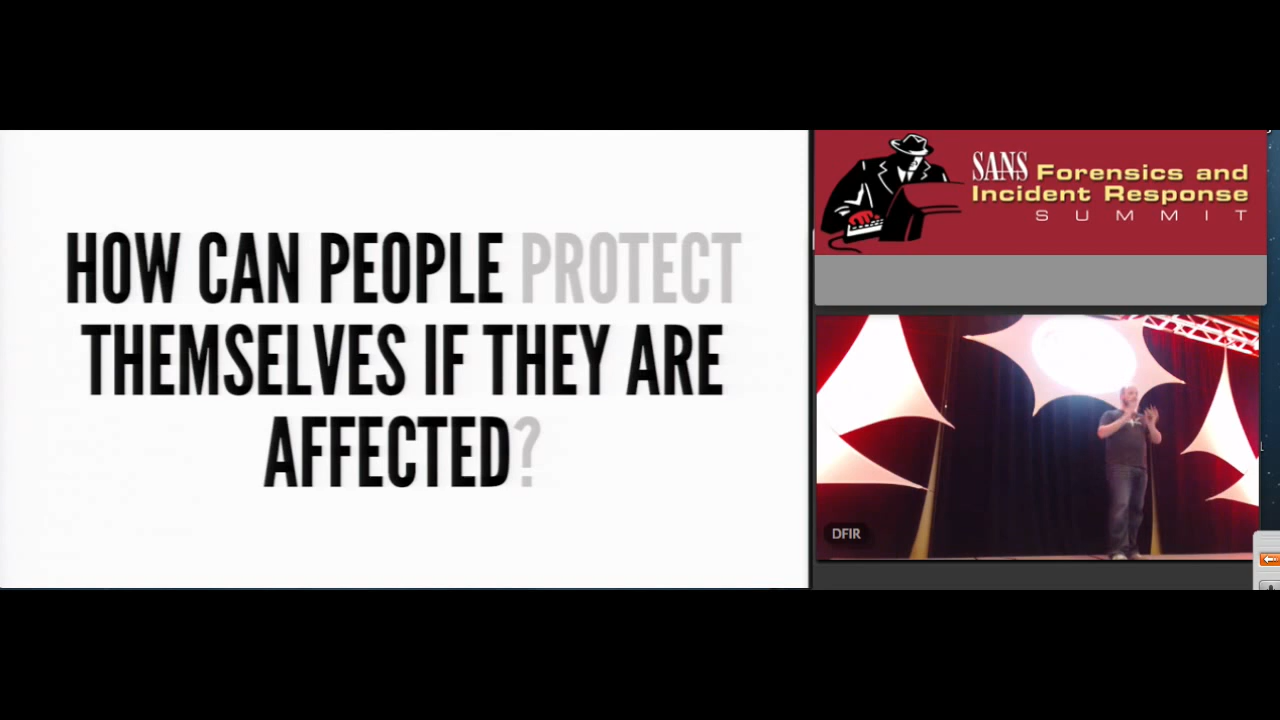 HOW CAN PEOPLE PROTECT
THEMSELVES IF THEY ARE
AFFECTED?
SANS Forensics and
Incident Response
SUMMIT
DFIR